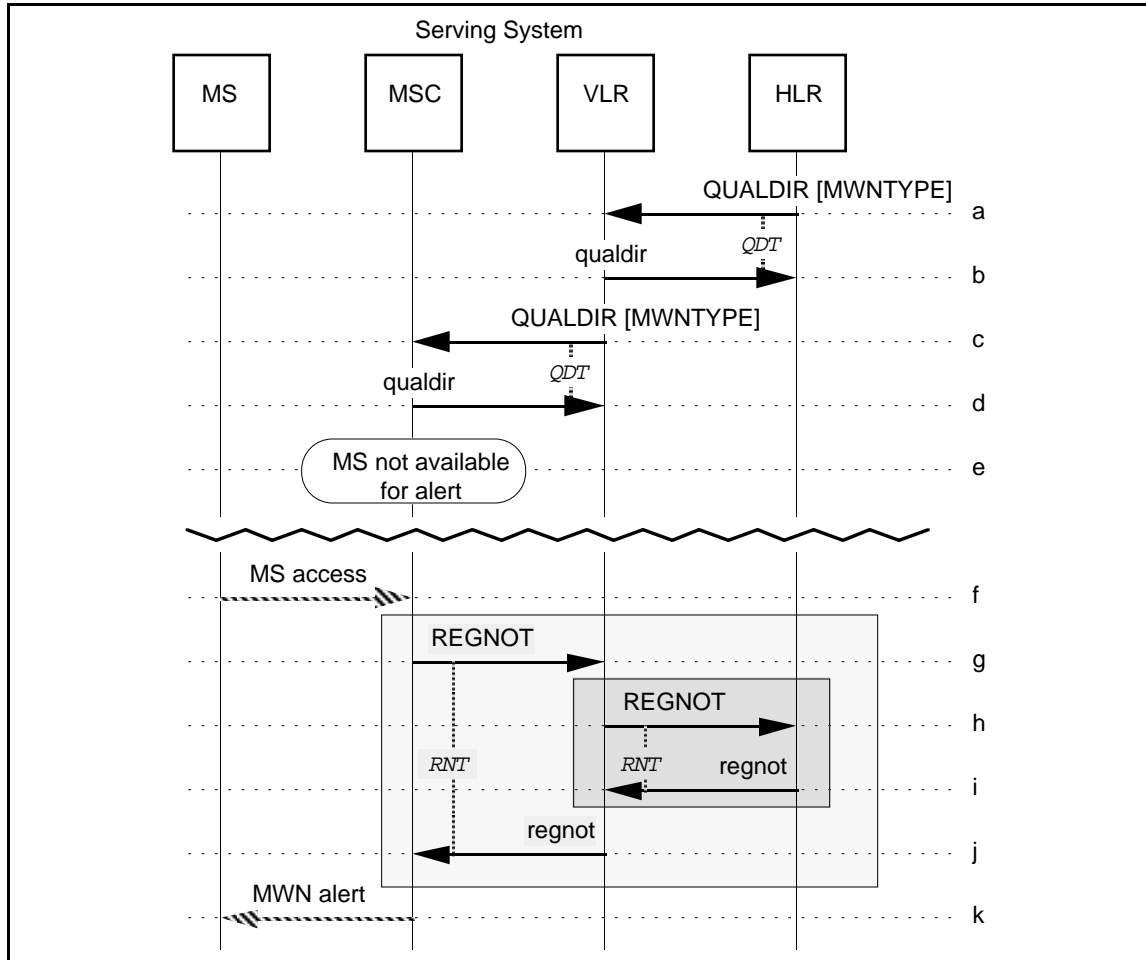 Serving System
MS
MSC
VLR
HLR
QUALDIR [MWNTYPE]
a
QDT
qualdir
b
QUALDIR [MWNTYPE]
c
QDT
qualdir
d
MS not available
for alert
e
MS access
f
REGNOT
g
REGNOT
h
RNT
RNT
regnot
i
regnot
j
MWN alert
k